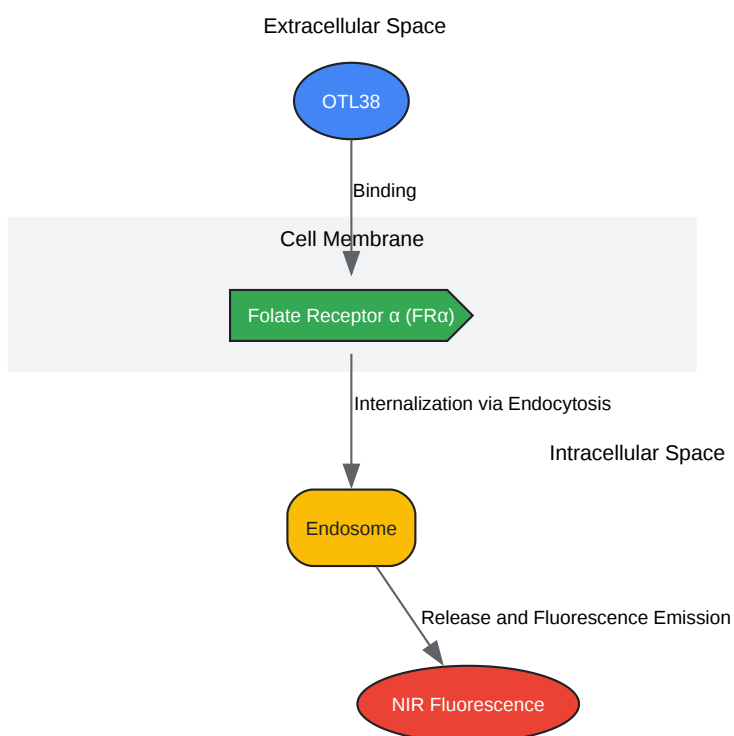 Extracellular Space
OTL38
Binding
Cell Membrane
Folate Receptor α (FRα)
Internalization via Endocytosis
Intracellular Space
Endosome
Release and Fluorescence Emission
NIR Fluorescence